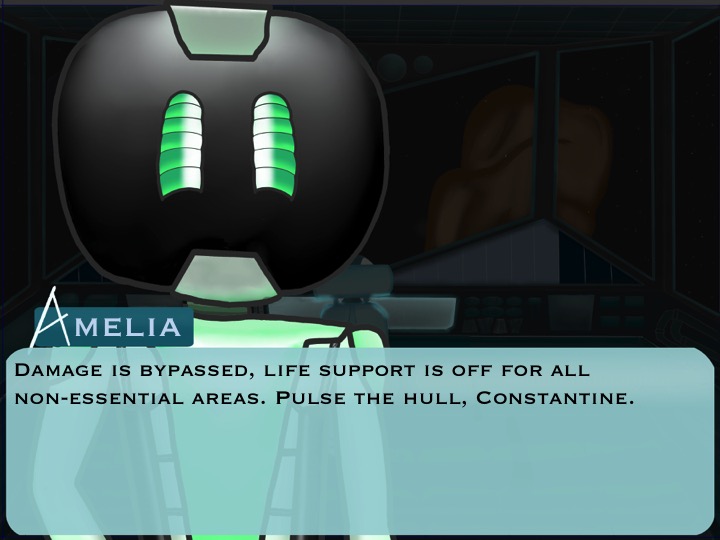 Amelia
Damage is bypassed, life support is off for all
non-essential areas. Pulse the hull, Constantine.